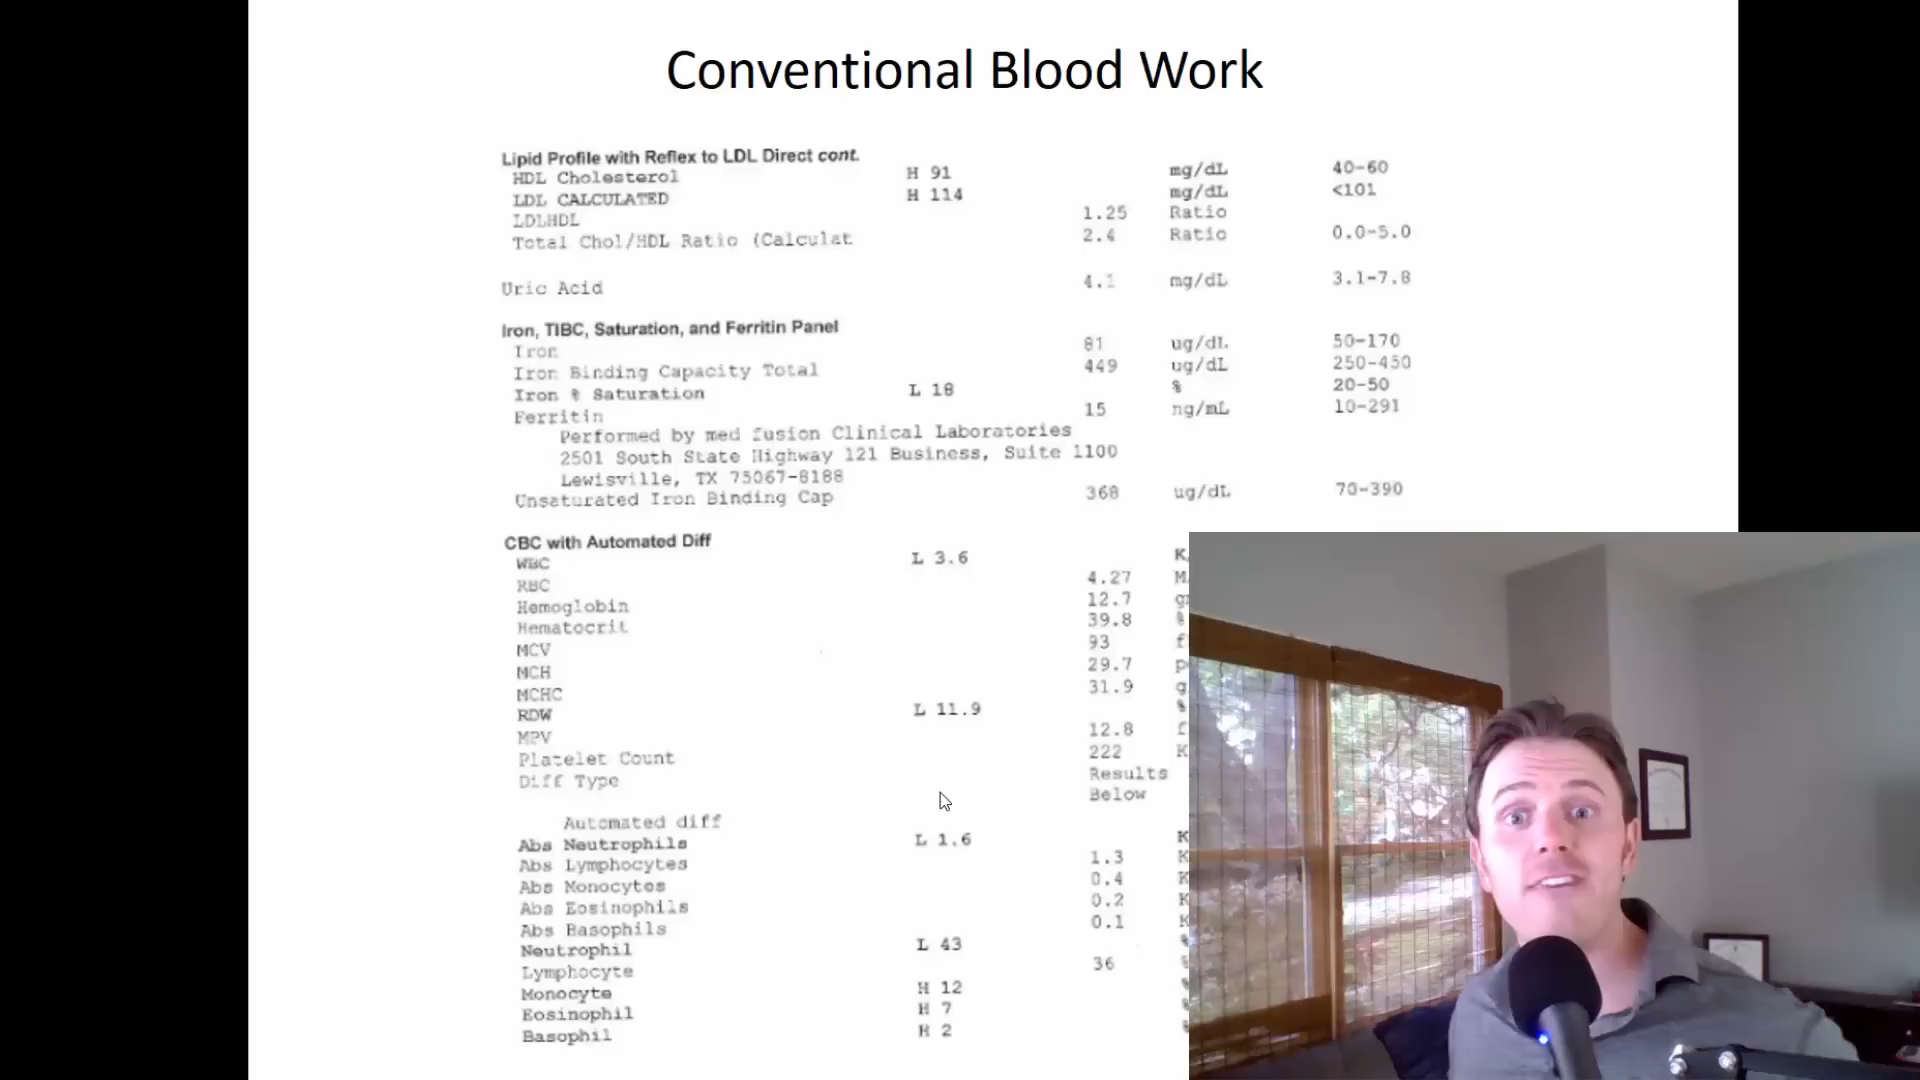 Conventional Blood Work
Lipid Profile with Reflex to LDL Direct cont.
HDL Cholesterol H 91 mg/dL 40-60
LDL CALCULATED H 114 mg/dL <101
LDLHDL 1.25 Ratio
Total Chol/HDL Ratio (Calculat 2.4 Ratio 0.0-5.0
Uric Acid 4.1 mg/dL 3.1-7.8
Iron, TIBC, Saturation, and Ferritin Panel
Iron 81 ug/dL 50-170
Iron Binding Capacity Total 449 ug/dL 250-450
Iron % Saturation L 18 % 20-50
Ferritin 15 ng/mL 10-291
Performed by med fusion Clinical Laboratories
2501 South State Highway 121 Business, Suite 1100
Lewisville, TX 75067-8188
Unsaturated Iron Binding Cap 368 ug/dL 70-390
CBC with Automated Diff
WBC L 3.6 K
RBC 4.27 M
Hemoglobin 12.7 g
Hematocrit 39.8 %
MCV 93 f
MCH 29.7 p
MCHC 31.9 g
RDW L 11.9 %
MPV 12.8 f
Platelet Count 222 K
Diff Type Results
Below
Automated diff
Abs Neutrophils L 1.6 K
Abs Lymphocytes 1.3 K
Abs Monocytes 0.4 K
Abs Eosinophils 0.2 K
Abs Basophils 0.1 K
Neutrophil L 43 %
Lymphocyte 36 %
Monocyte H 12 %
Eosinophil H 7 %
Basophil H 2 %